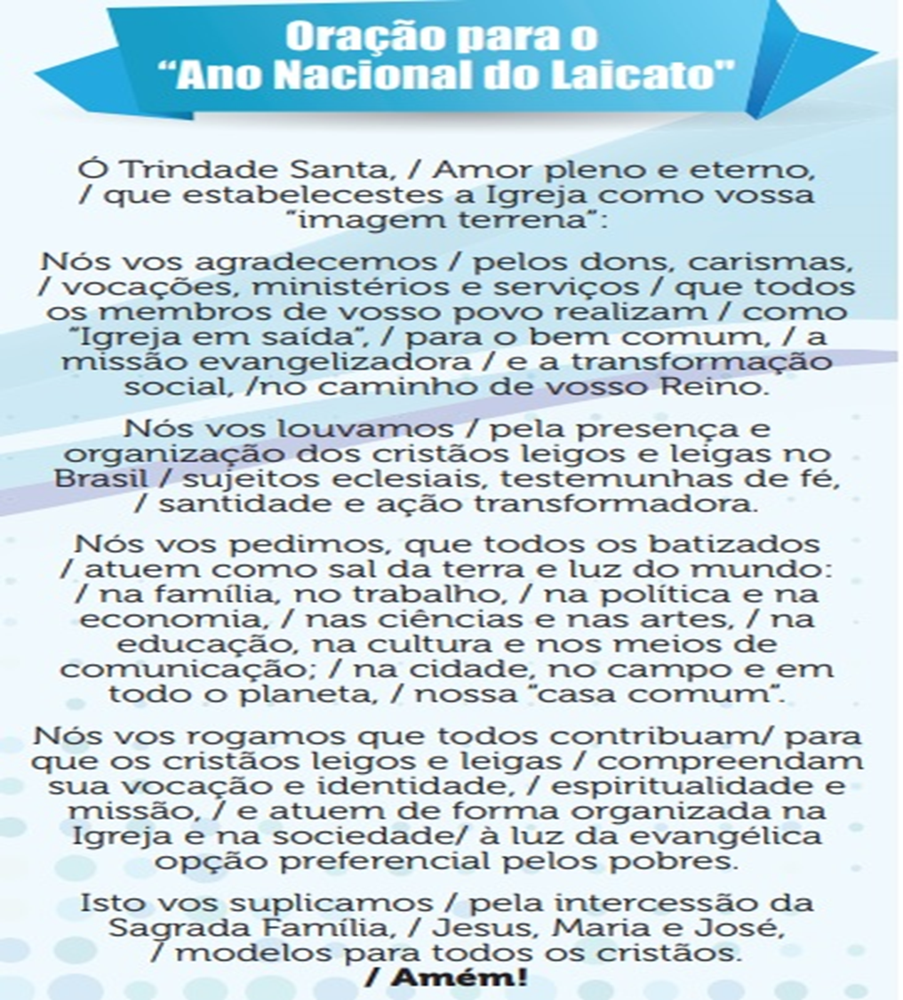 Oração para o
“Ano Nacional do Laicato"
Ó Trindade Santa, / Amor pleno e eterno,
/ que estabelecestes a Igreja como vossa
"imagem terrena":
Nós vos agradecemos / pelos dons, carismas,
/ vocações, ministérios e serviços / que todos
os membros de vosso povo realizam / como
"Igreja em saída", / para o bem comum, / a
missão evangelizadora / e a transformação
social, /no caminho de vosso Reino.
Nós vos louvamos / pela presença e
organização dos cristãos leigos e leigas no
Brasil / sujeitos eclesiais, testemunhas de fé,
/ santidade e ação transformadora.
Nós vos pedimos, que todos os batizados
/ atuem como sal da terra e luz do mundo:
/ na família, no trabalho, / na política e na
economia, / nas ciências e nas artes, / na
educação, na cultura e nos meios de
comunicação; / na cidade, no campo e em
todo o planeta, / nossa "casa comum".
Nós vos rogamos que todos contribuam/ para
que os cristãos leigos e leigas / compreendam
sua vocação e identidade, / espiritualidade e
missão, / e atuem de forma organizada na
Igreja e na sociedade/ à luz da evangélica
opção preferencial pelos pobres.
Isto vos suplicamos / pela intercessão da
Sagrada Família, / Jesus, Maria e José,
/ modelos para todos os cristãos.
/ Amém!